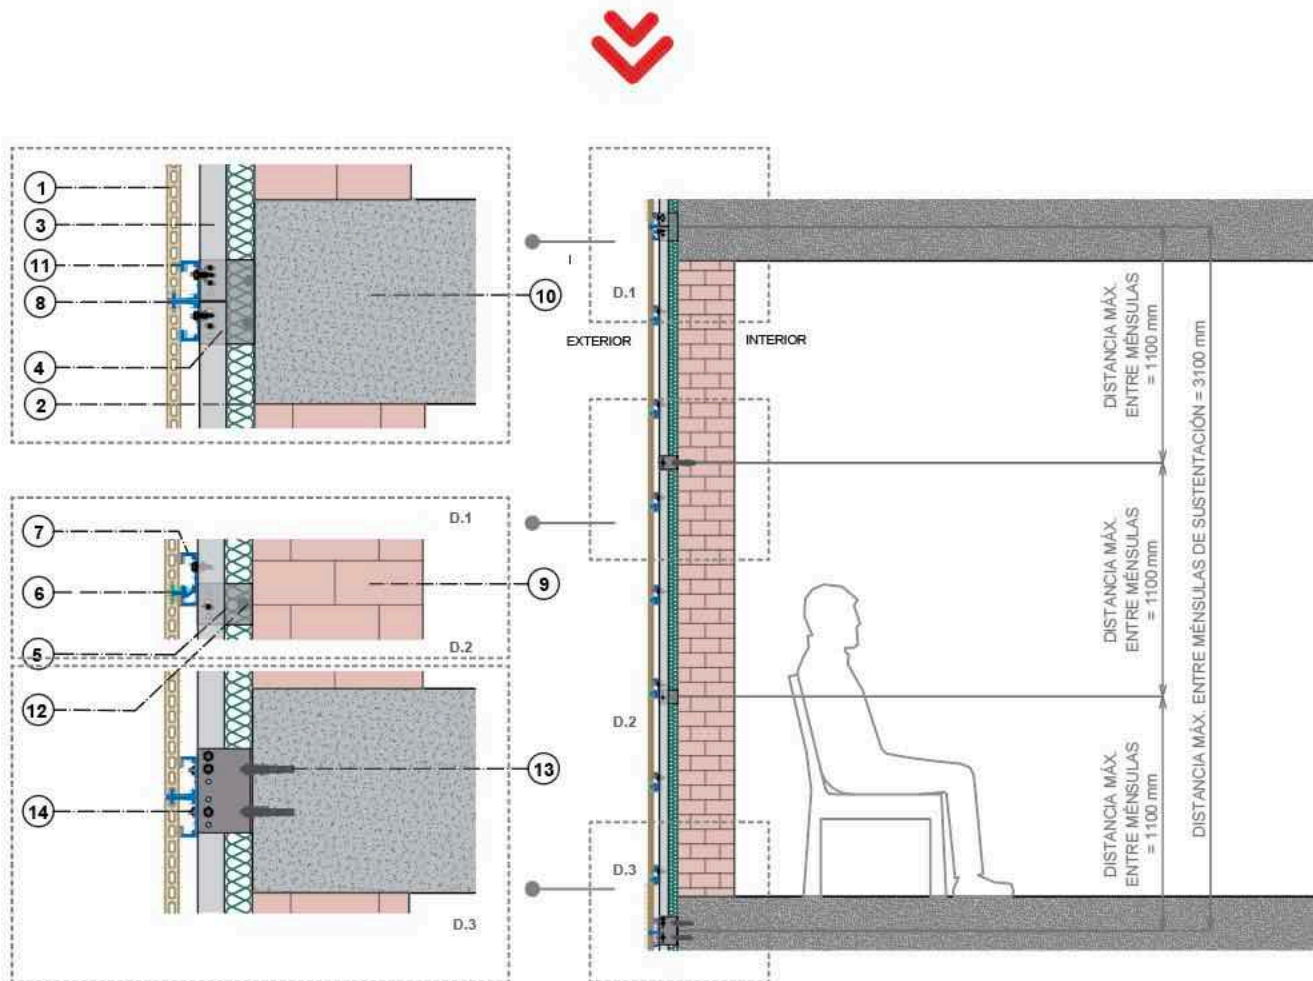 1
3
11
8
10
4
2
D.1
7
6
9
5
D.2
12
13
14
D.3
I
D.1
EXTERIOR
INTERIOR
D.2
D.3
DISTANCIA MÁX.
ENTRE MÉNSULAS
= 1100 mm
DISTANCIA MÁX.
ENTRE MÉNSULAS
= 1100 mm
DISTANCIA MÁX.
ENTRE MÉNSULAS
= 1100 mm
DISTANCIA MÁX. ENTRE MÉNSULAS DE SUSTENTACIÓN = 3100 mm